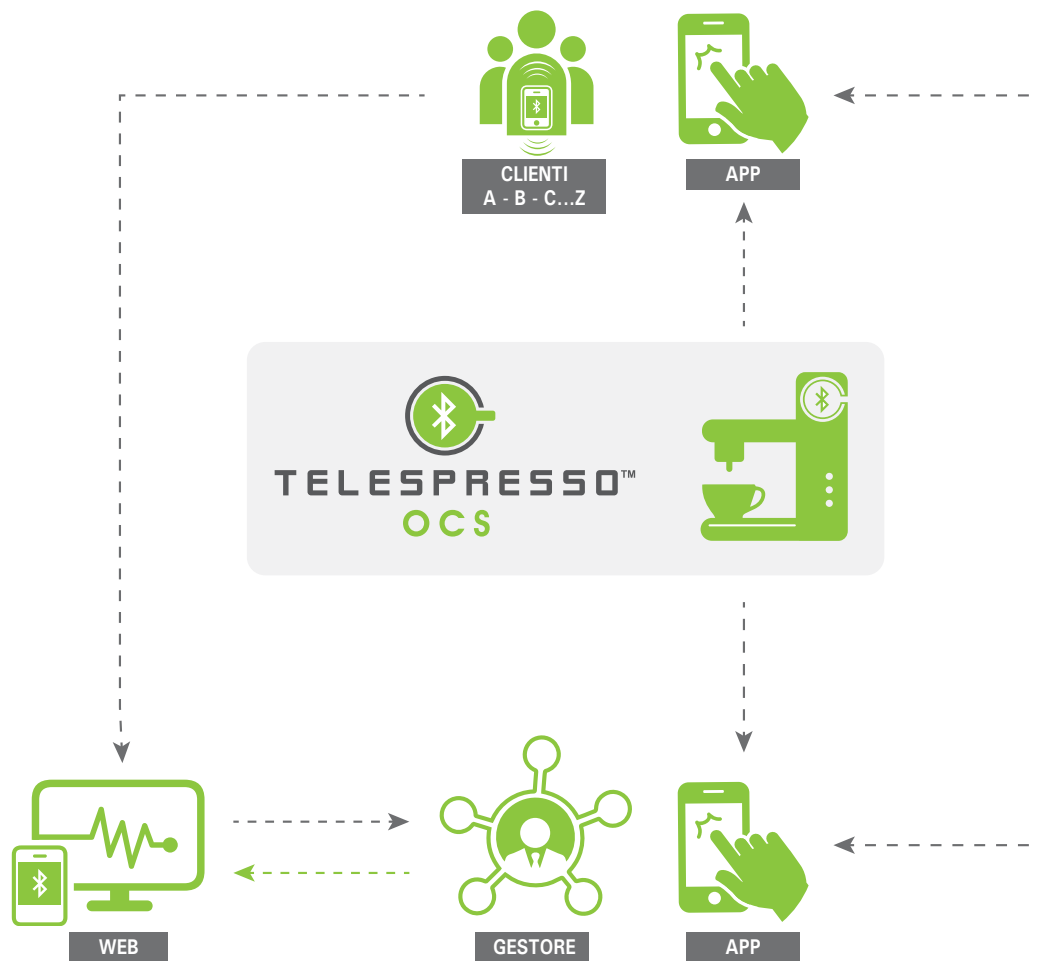 CLIENTI
A - B - C...Z
APP
TELESPRESSO™
OCS
WEB
GESTORE
APP